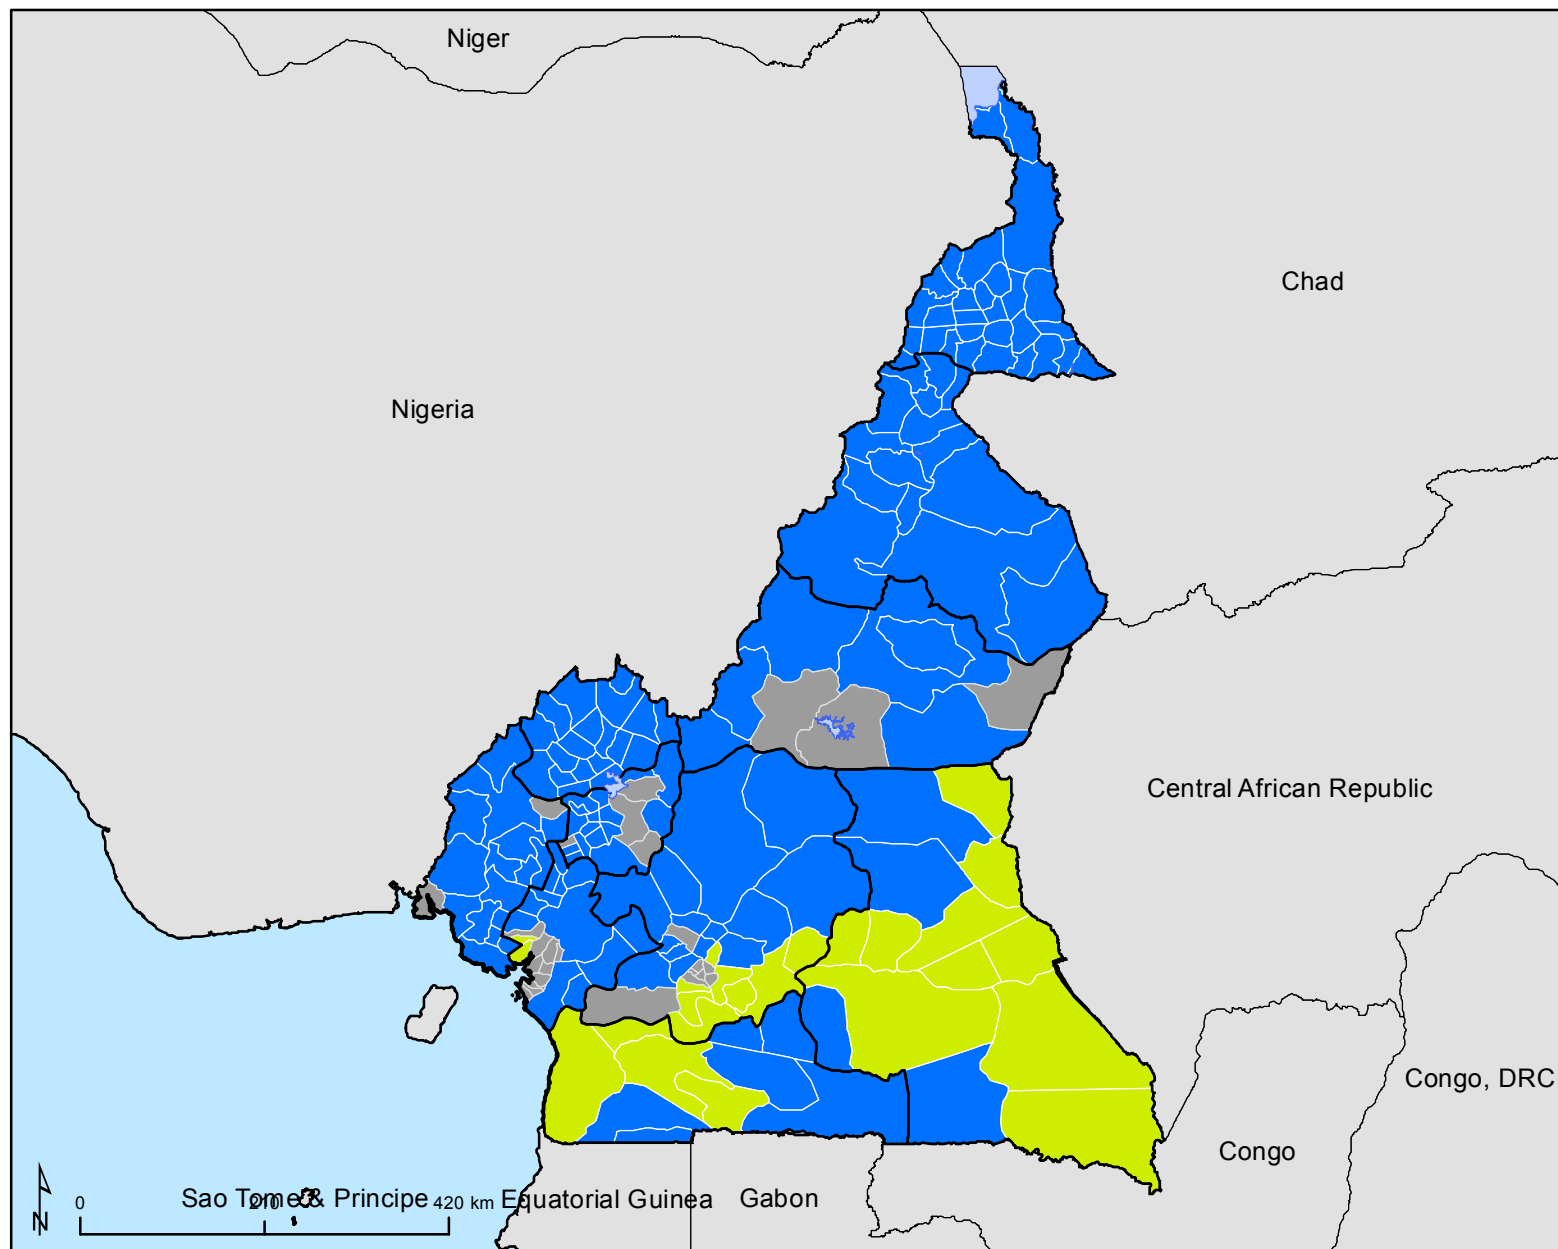 Niger
Chad
Nigeria
Central African Republic
Congo, DRC
Congo
Sao Tome & Principe
Equatorial Guinea
Gabon
0 210 420 km
N